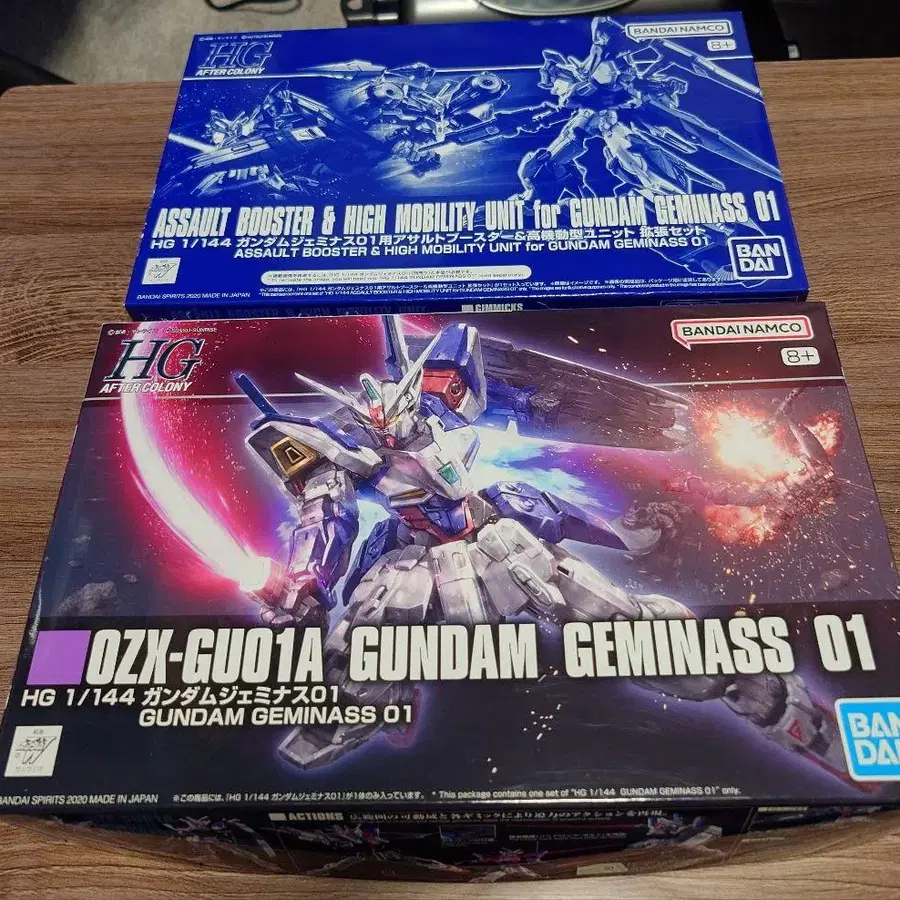 HG
AFTER COLONY
BANDAI NAMCO
8+
ASSAULT BOOSTER & HIGH MOBILITY UNIT for GUNDAM GEMINASS 01
HG 1/144 ガンダムジェミナス01用アサルトブースター&高機動型ユニット 拡張セット
ASSAULT BOOSTER & HIGH MOBILITY UNIT for GUNDAM GEMINASS 01
BAN
DAI
BANDAI SPIRITS 2020 MADE IN JAPAN
GIMMICKS
HG
AFTER COLONY
BANDAI NAMCO
8+
OZX-GU01A GUNDAM GEMINASS 01
HG 1/144 ガンダムジェミナス01
GUNDAM GEMINASS 01
BAN
DAI
BANDAI SPIRITS 2020 MADE IN JAPAN
※この商品には、「HG 1/144 ガンダムジェミナス01」が1体のみ入っています。
*This package contains one set of "HG 1/144 GUNDAM GEMINASS 01" only.
ACTIONS